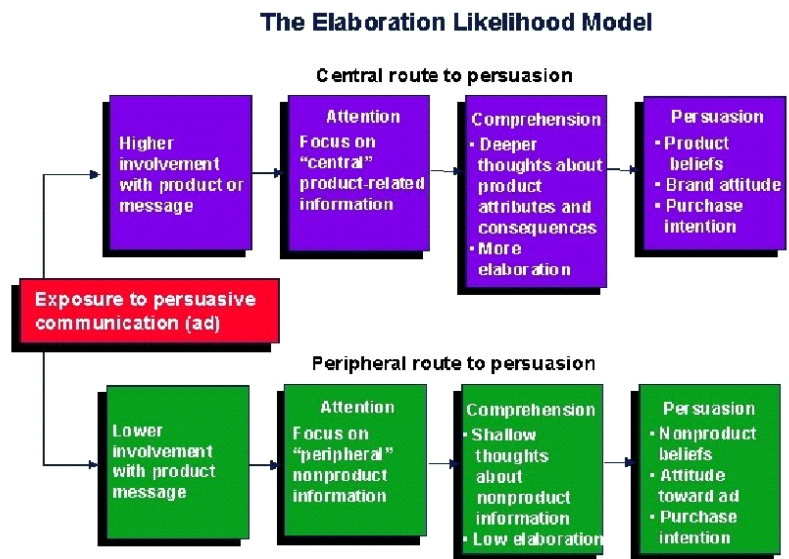 The Elaboration Likelihood Model
Central route to persuasion
Higher
involvement
with product or
message
Attention
Focus on
“central”
product-related
information
Comprehension
• Deeper
thoughts about
product
attributes and
consequences
• More
elaboration
Persuasion
• Product
beliefs
• Brand attitude
• Purchase
intention
Exposure to persuasive
communication (ad)
Peripheral route to persuasion
Lower
involvement
with product
message
Attention
Focus on
“peripheral”
nonproduct
information
Comprehension
• Shallow
thoughts
about
nonproduct
information
• Low elaboration
Persuasion
• Nonproduct
beliefs
• Attitude
toward ad
• Purchase
intention